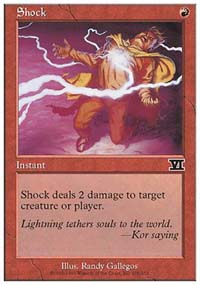 Shock
Instant
VI
Shock deals 2 damage to target
creature or player.
Lightning tethers souls to the world.
—Kor saying
Illus. Randy Gallegos